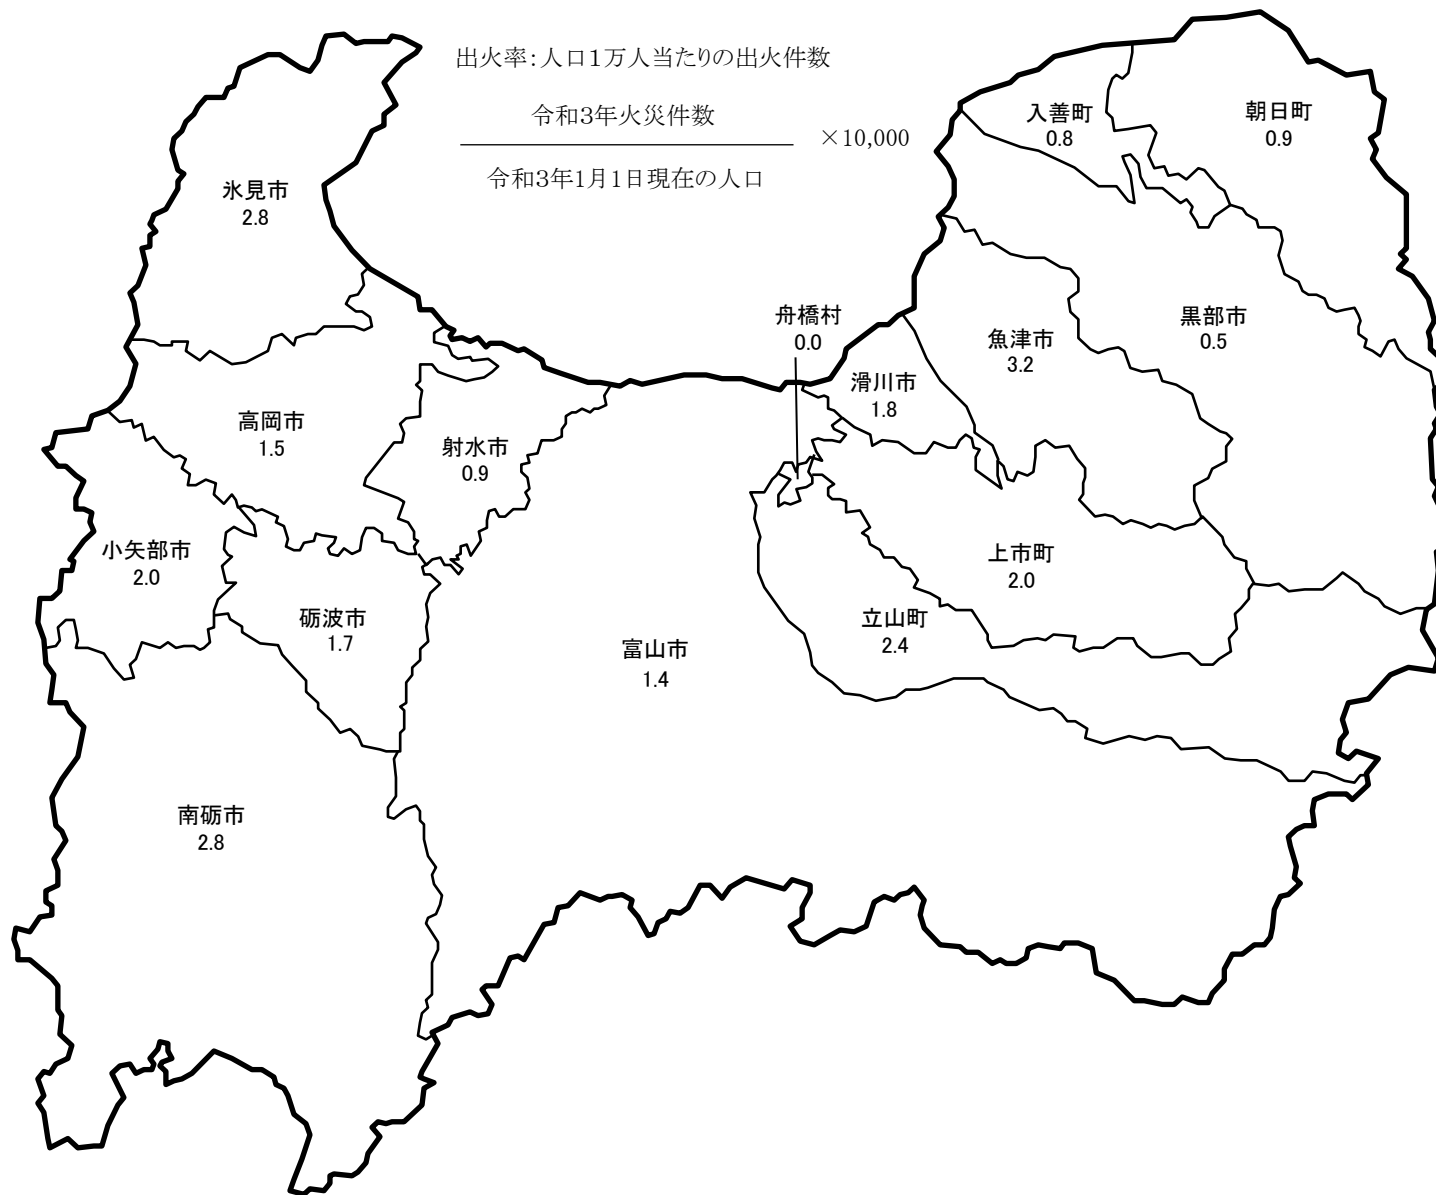 出火率:人口1万人当たりの出火件数
令和3年火災件数
×10,000
令和3年1月1日現在の人口
入善町
0.8
朝日町
0.9
氷見市
2.8
舟橋村
0.0
黒部市
0.5
魚津市
3.2
滑川市
1.8
高岡市
1.5
射水市
0.9
小矢部市
2.0
上市町
2.0
砺波市
1.7
立山町
2.4
富山市
1.4
南砺市
2.8